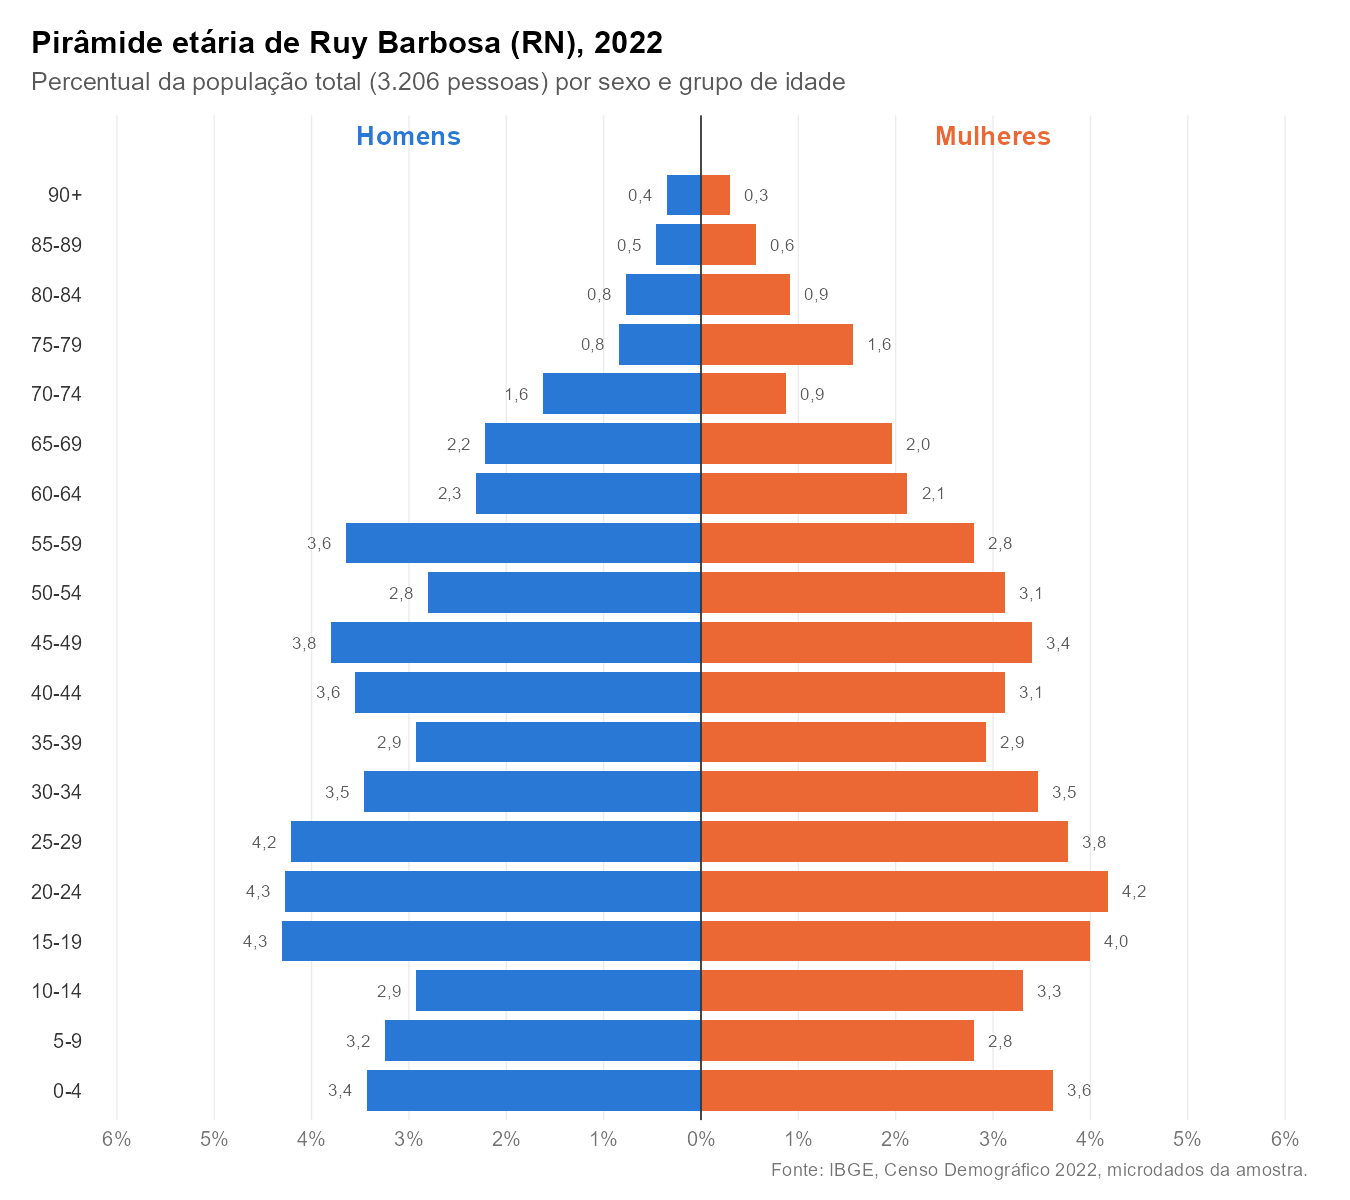 Pirâmide etária de Ruy Barbosa (RN), 2022
Percentual da população total (3.206 pessoas) por sexo e grupo de idade
Homens Mulheres
90+ 0,4 0,3
85-89 0,5 0,6
80-84 0,8 0,9
75-79 0,8 1,6
70-74 1,6 0,9
65-69 2,2 2,0
60-64 2,3 2,1
55-59 3,6 2,8
50-54 2,8 3,1
45-49 3,8 3,4
40-44 3,6 3,1
35-39 2,9 2,9
30-34 3,5 3,5
25-29 4,2 3,8
20-24 4,3 4,2
15-19 4,3 4,0
10-14 2,9 3,3
5-9 3,2 2,8
0-4 3,4 3,6
6% 5% 4% 3% 2% 1% 0% 1% 2% 3% 4% 5% 6%
Fonte: IBGE, Censo Demográfico 2022, microdados da amostra.